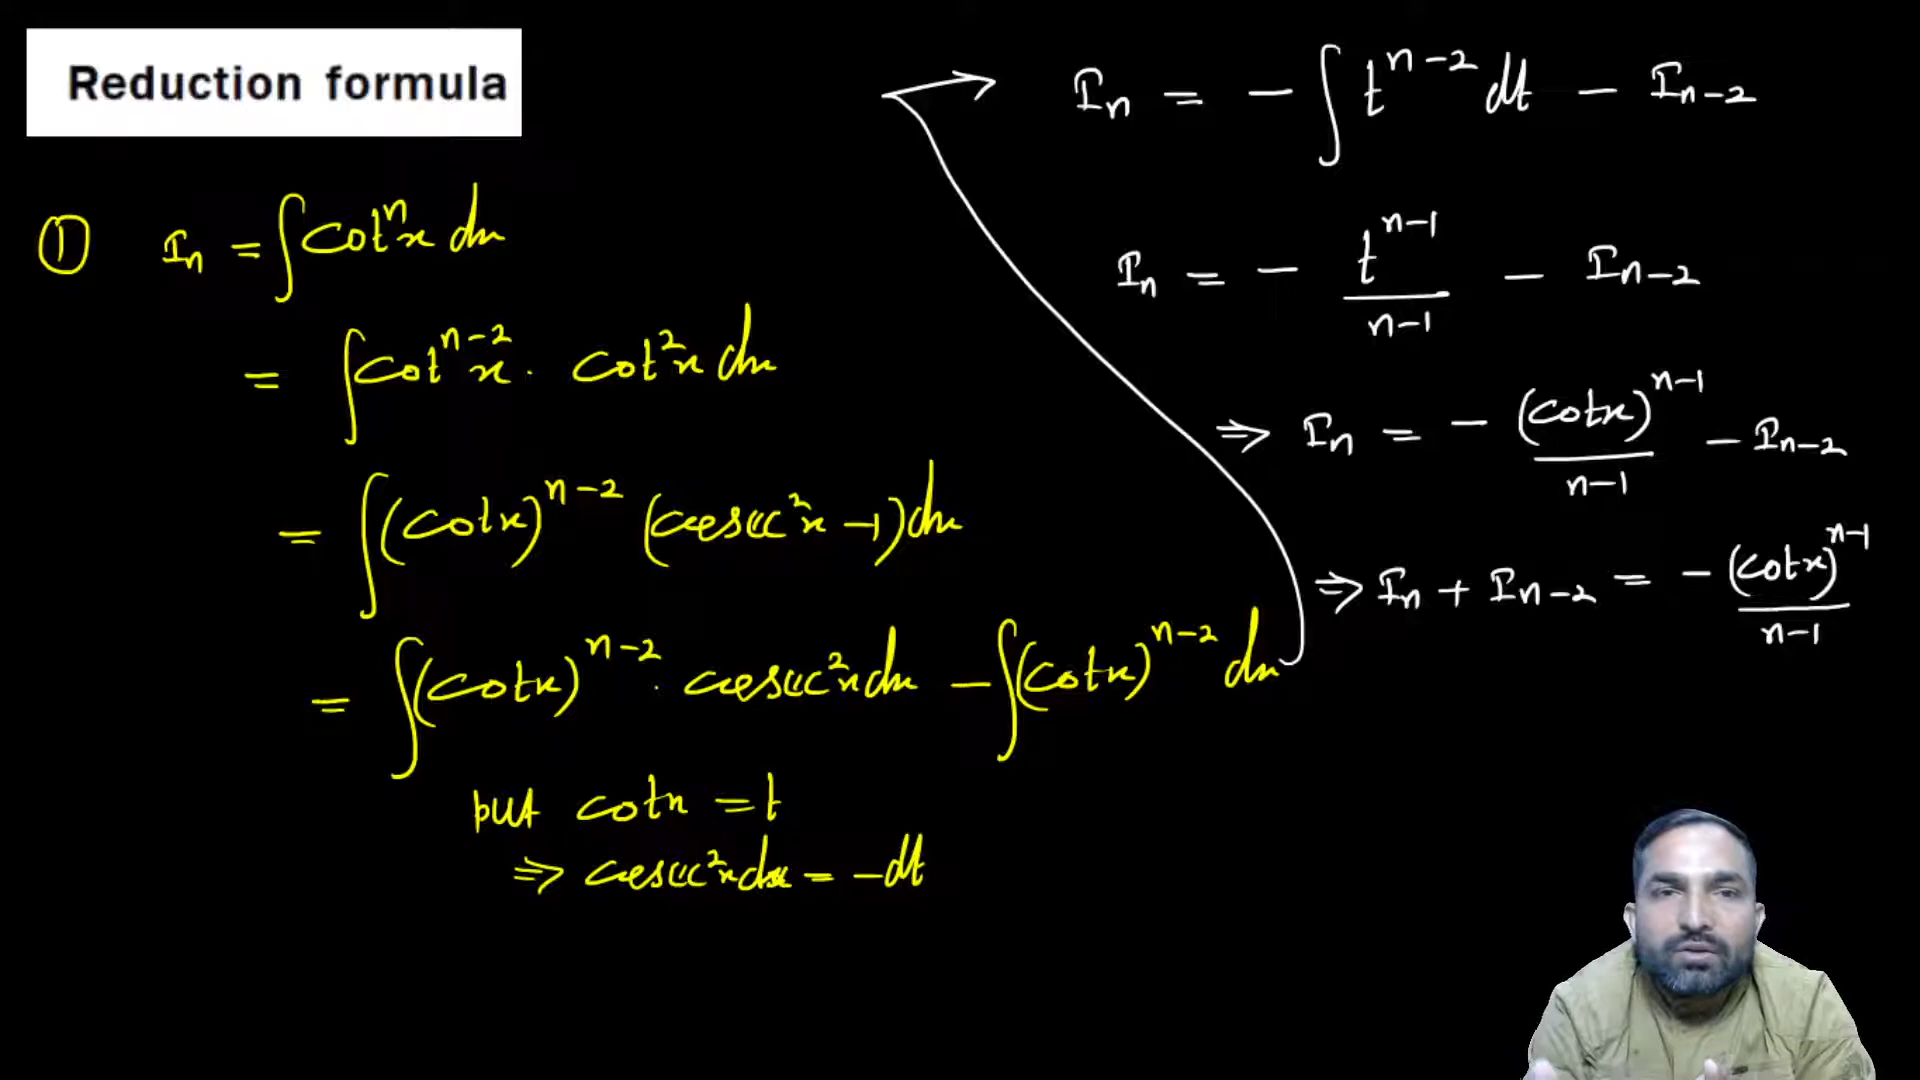 Reduction formula
① Iₙ = ∫ cotⁿx dx
= ∫ cotⁿ⁻²x · cot²x dx
= ∫ (cotx)ⁿ⁻² (cosec²x − 1) dx
= ∫ (cotx)ⁿ⁻² · cosec²x dx − ∫ (cotx)ⁿ⁻² dx
put cotx = t
⇒ cosec²x dx = −dt
Iₙ = − ∫ tⁿ⁻² dt − Iₙ₋₂
Iₙ = − tⁿ⁻¹/n−1 − Iₙ₋₂
⇒ Iₙ = − (cotx)ⁿ⁻¹/n−1 − Iₙ₋₂
⇒ Iₙ + Iₙ₋₂ = − (cotx)ⁿ⁻¹/n−1